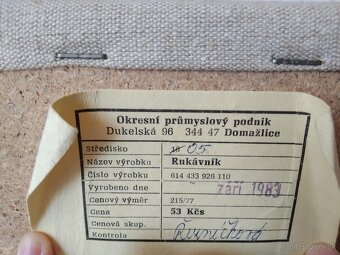 Okresní průmyslový podnik
Dukelská 96 344 47 Domažlice
Středisko 05
Název výrobku Rukávník
Číslo výrobku 614 433 926 110
Vyrobeno dne září 1983
Cenový výměr 215/77
Cena 53 Kčs
Cenová skup.
Kontrola